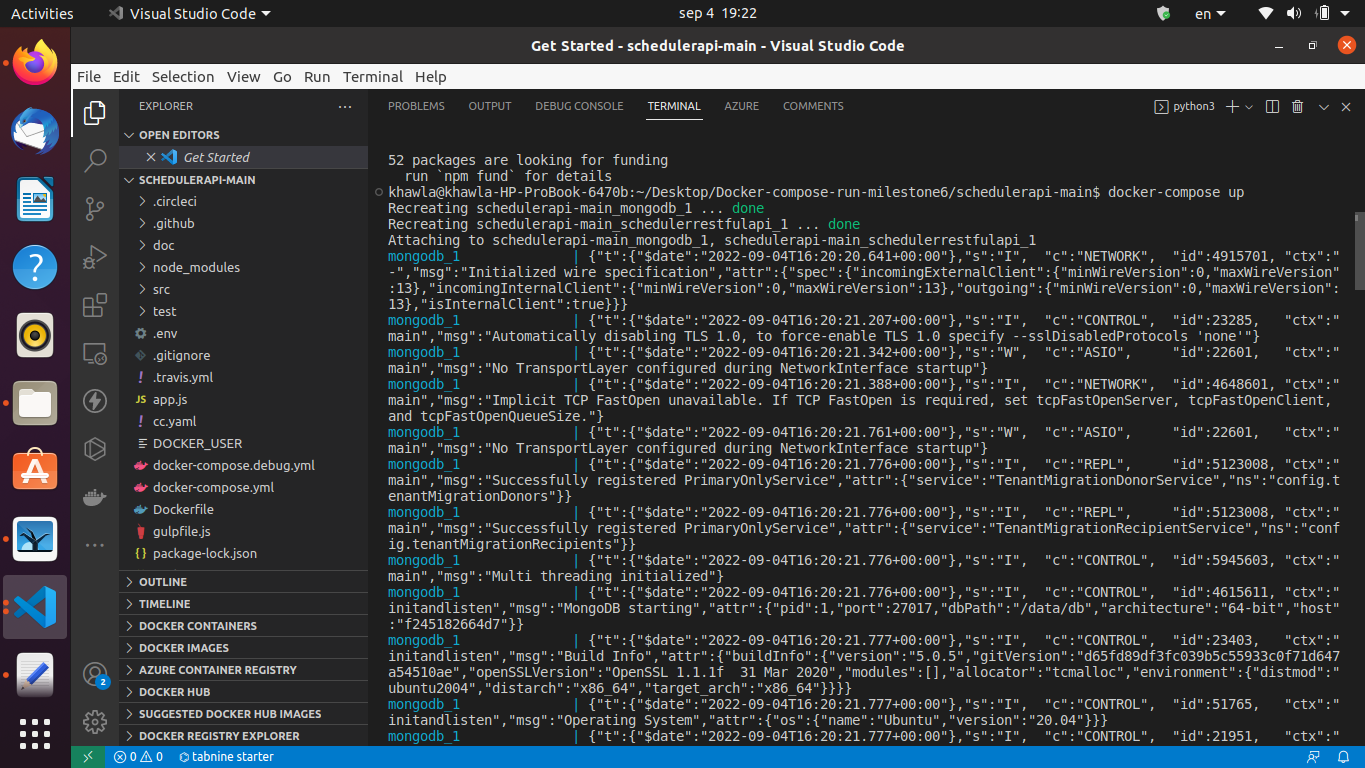 Activities
Visual Studio Code
sep 4 19:22
en
Get Started - schedulerapi-main - Visual Studio Code
File Edit Selection View Go Run Terminal Help
EXPLORER
OPEN EDITORS
Get Started
SCHEDULERAPI-MAIN
.circleci
.github
doc
node_modules
src
test
.env
.gitignore
! .travis.yml
JS app.js
! cc.yaml
DOCKER_USER
docker-compose.debug.yml
docker-compose.yml
Dockerfile
gulpfile.js
{} package-lock.json
OUTLINE
TIMELINE
DOCKER CONTAINERS
DOCKER IMAGES
AZURE CONTAINER REGISTRY
DOCKER HUB
SUGGESTED DOCKER HUB IMAGES
DOCKER REGISTRY EXPLORER
2
PROBLEMS OUTPUT DEBUG CONSOLE TERMINAL AZURE COMMENTS
python3
52 packages are looking for funding
  run `npm fund` for details
khawla@khawla-HP-ProBook-6470b:~/Desktop/Docker-compose-run-milestone6/schedulerapi-main$ docker-compose up
Recreating schedulerapi-main_mongodb_1 ... done
Recreating schedulerapi-main_schedulerrestfulapi_1 ... done
Attaching to schedulerapi-main_mongodb_1, schedulerapi-main_schedulerrestfulapi_1
mongodb_1 | {"t":{"$date":"2022-09-04T16:20:20.641+00:00"},"s":"I", "c":"NETWORK", "id":4915701, "ctx":"
-","msg":"Initialized wire specification","attr":{"spec":{"incomingExternalClient":{"minWireVersion":0,"maxWireVersion"
:13},"incomingInternalClient":{"minWireVersion":0,"maxWireVersion":13},"outgoing":{"minWireVersion":0,"maxWireVersion":
13},"isInternalClient":true}}}
mongodb_1 | {"t":{"$date":"2022-09-04T16:20:21.207+00:00"},"s":"I", "c":"CONTROL", "id":23285, "ctx":"
main","msg":"Automatically disabling TLS 1.0, to force-enable TLS 1.0 specify --sslDisabledProtocols 'none'"}
mongodb_1 | {"t":{"$date":"2022-09-04T16:20:21.342+00:00"},"s":"W", "c":"ASIO", "id":22601, "ctx":"
main","msg":"No TransportLayer configured during NetworkInterface startup"}
mongodb_1 | {"t":{"$date":"2022-09-04T16:20:21.388+00:00"},"s":"I", "c":"NETWORK", "id":4648601, "ctx":"
main","msg":"Implicit TCP FastOpen unavailable. If TCP FastOpen is required, set tcpFastOpenServer, tcpFastOpenClient,
and tcpFastOpenQueueSize."}
mongodb_1 | {"t":{"$date":"2022-09-04T16:20:21.761+00:00"},"s":"W", "c":"ASIO", "id":22601, "ctx":"
main","msg":"No TransportLayer configured during NetworkInterface startup"}
mongodb_1 | {"t":{"$date":"2022-09-04T16:20:21.776+00:00"},"s":"I", "c":"REPL", "id":5123008, "ctx":"
main","msg":"Successfully registered PrimaryOnlyService","attr":{"service":"TenantMigrationDonorService","ns":"config.t
enantMigrationDonors"}}
mongodb_1 | {"t":{"$date":"2022-09-04T16:20:21.776+00:00"},"s":"I", "c":"REPL", "id":5123008, "ctx":"
main","msg":"Successfully registered PrimaryOnlyService","attr":{"service":"TenantMigrationRecipientService","ns":"conf
ig.tenantMigrationRecipients"}}
mongodb_1 | {"t":{"$date":"2022-09-04T16:20:21.776+00:00"},"s":"I", "c":"CONTROL", "id":5945603, "ctx":"
main","msg":"Multi threading initialized"}
mongodb_1 | {"t":{"$date":"2022-09-04T16:20:21.776+00:00"},"s":"I", "c":"CONTROL", "id":4615611, "ctx":"
initandlisten","msg":"MongoDB starting","attr":{"pid":1,"port":27017,"dbPath":"/data/db","architecture":"64-bit","host"
:"f245182664d7"}}
mongodb_1 | {"t":{"$date":"2022-09-04T16:20:21.777+00:00"},"s":"I", "c":"CONTROL", "id":23403, "ctx":"
initandlisten","msg":"Build Info","attr":{"buildInfo":{"version":"5.0.5","gitVersion":"d65fd89df3fc039b5c55933c0f71d647
a54510ae","openSSLVersion":"OpenSSL 1.1.1f  31 Mar 2020","modules":[],"allocator":"tcmalloc","environment":{"distmod":"
ubuntu2004","distarch":"x86_64","target_arch":"x86_64"}}}}
mongodb_1 | {"t":{"$date":"2022-09-04T16:20:21.777+00:00"},"s":"I", "c":"CONTROL", "id":51765, "ctx":"
initandlisten","msg":"Operating System","attr":{"os":{"name":"Ubuntu","version":"20.04"}}}
mongodb_1 | {"t":{"$date":"2022-09-04T16:20:21.777+00:00"},"s":"I", "c":"CONTROL", "id":21951, "ctx":"
0 0 tabnine starter